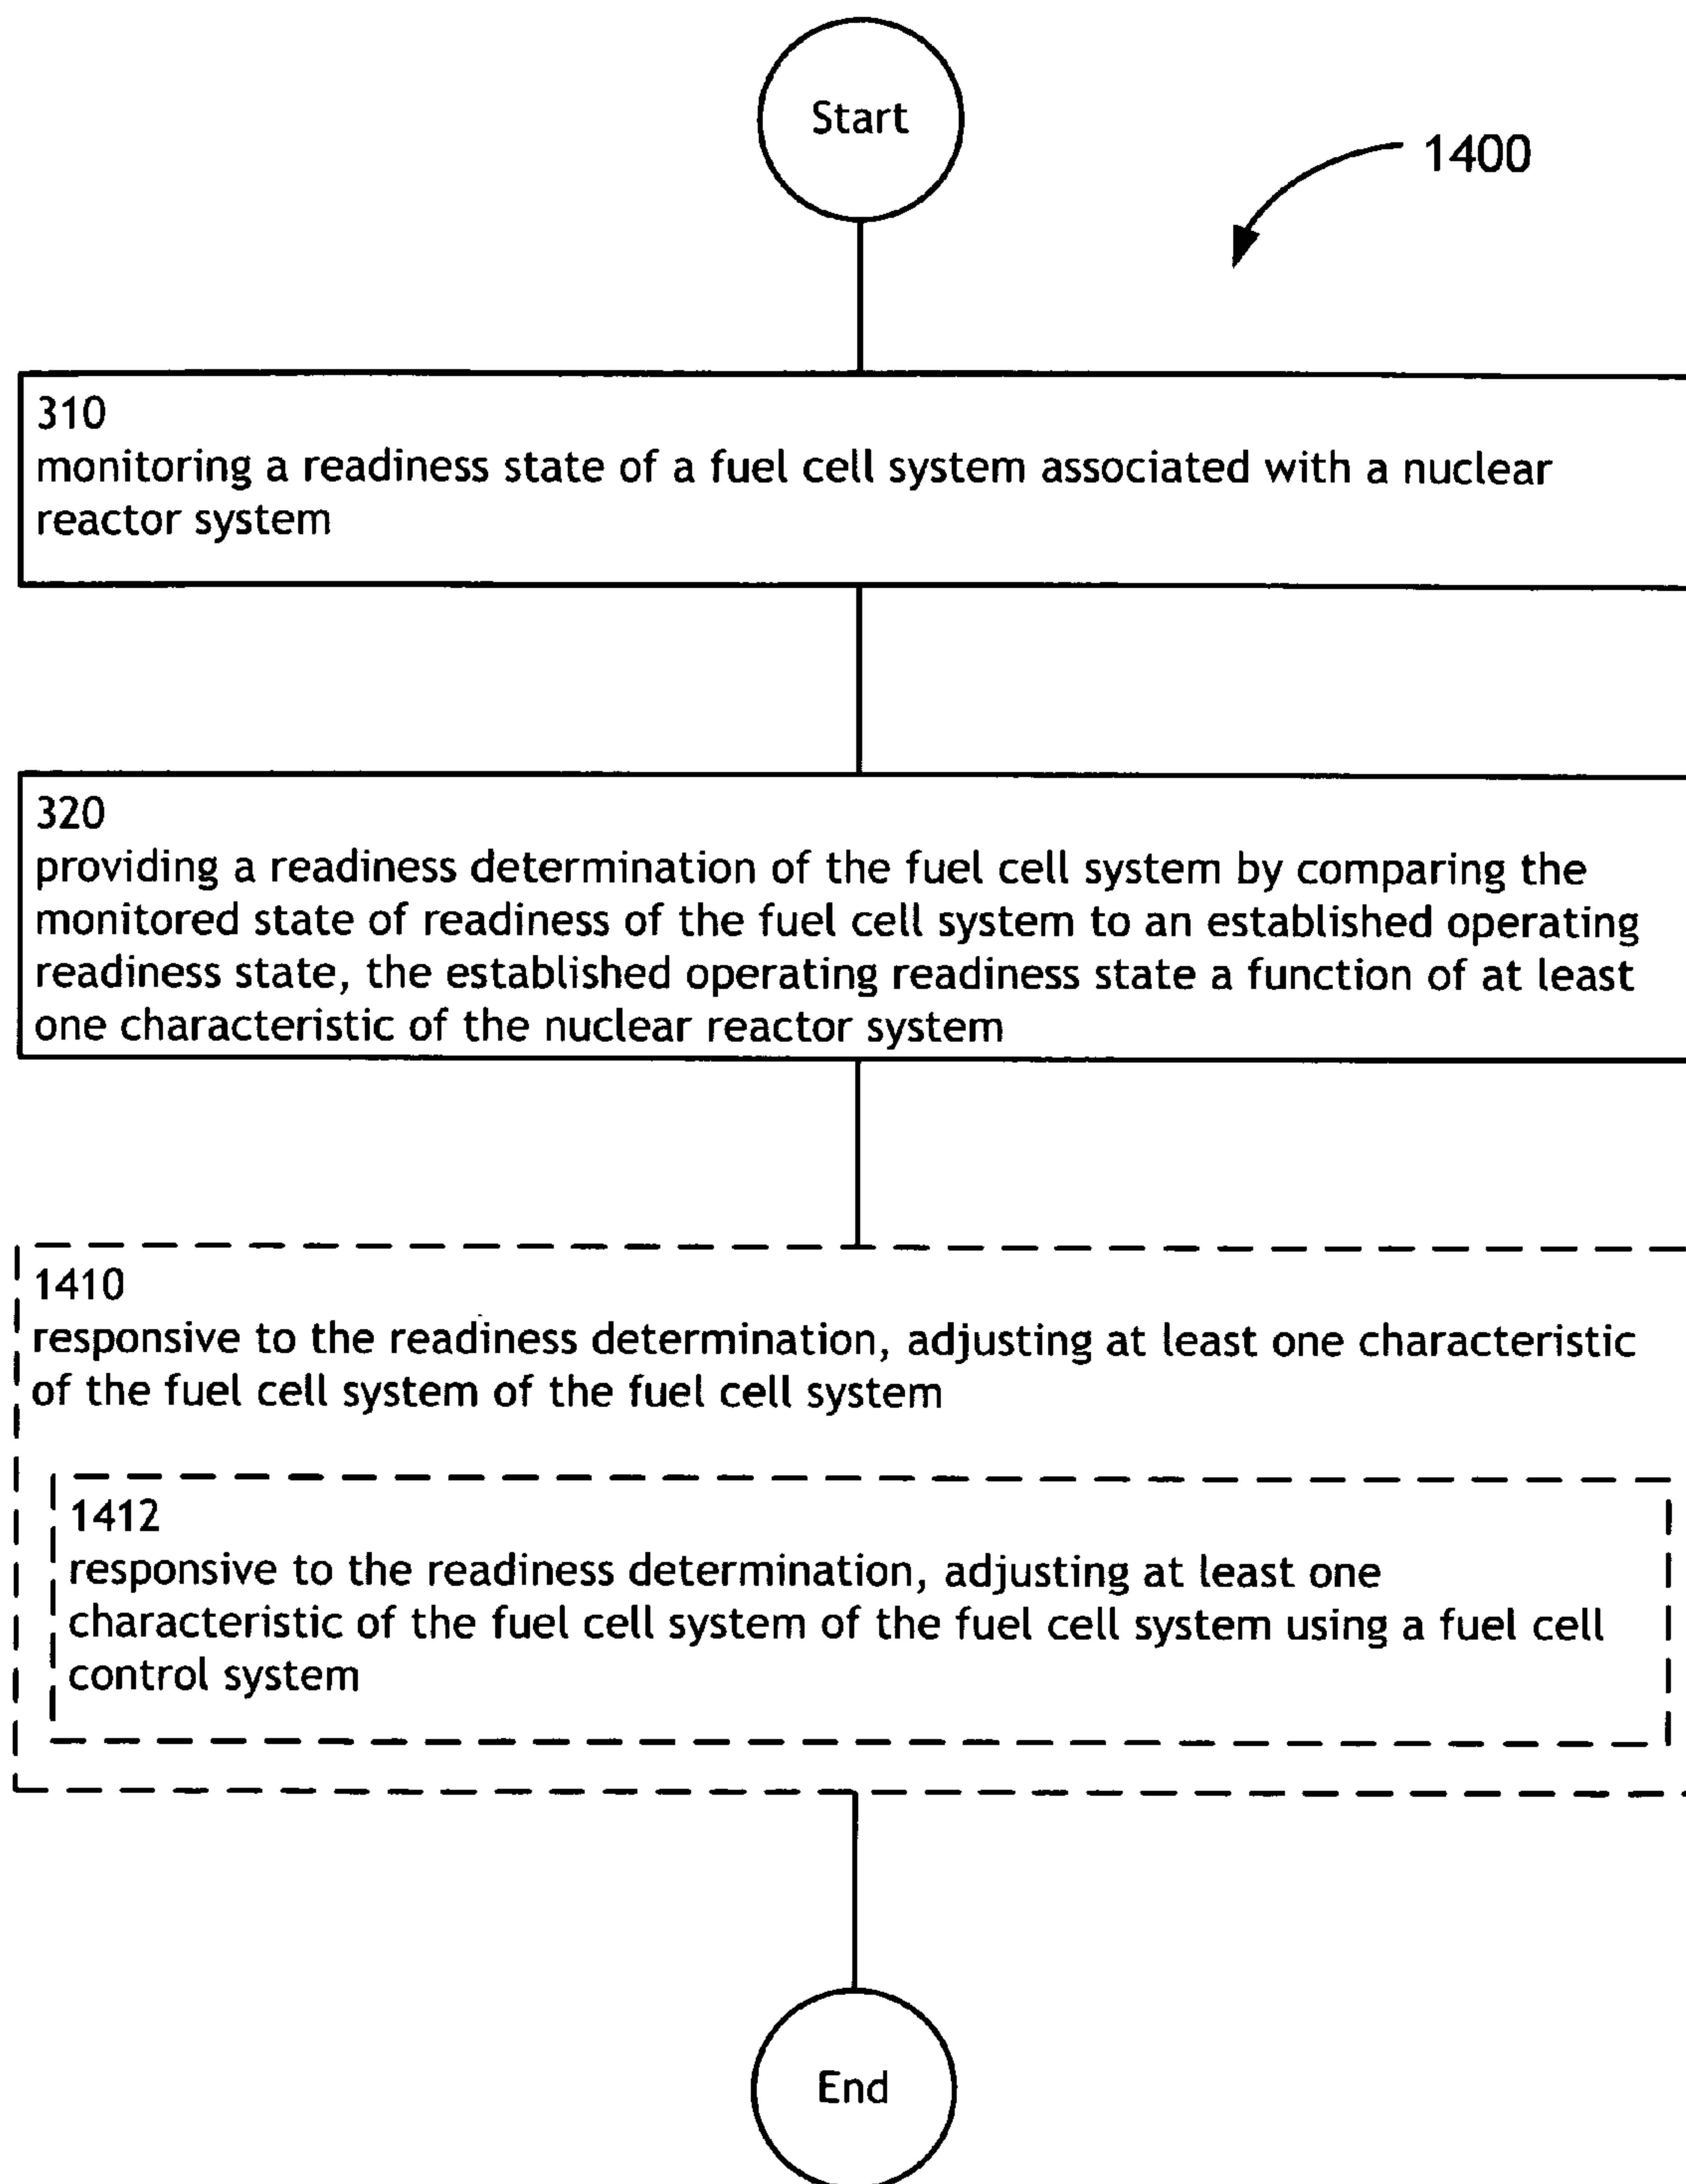 Start
1400
310
monitoring a readiness state of a fuel cell system associated with a nuclear
reactor system
320
providing a readiness determination of the fuel cell system by comparing the
monitored state of readiness of the fuel cell system to an established operating
readiness state, the established operating readiness state a function of at least
one characteristic of the nuclear reactor system
1410
responsive to the readiness determination, adjusting at least one characteristic
of the fuel cell system of the fuel cell system
1412
responsive to the readiness determination, adjusting at least one
characteristic of the fuel cell system of the fuel cell system using a fuel cell
control system
End